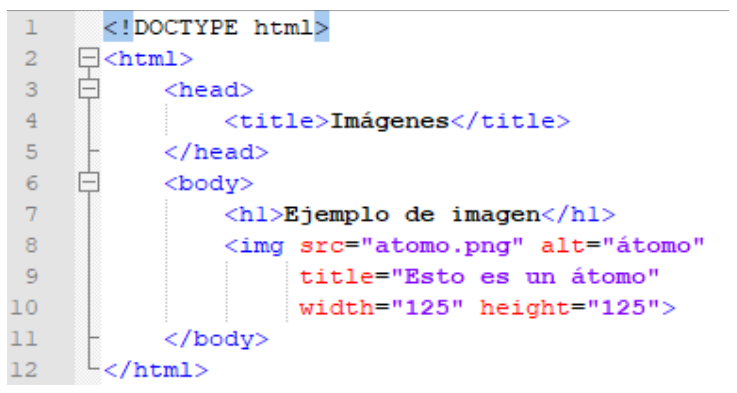 1 <!DOCTYPE html>
2 <html>
3 <head>
4 <title>Imágenes</title>
5 </head>
6 <body>
7 <h1>Ejemplo de imagen</h1>
8 <img src="atomo.png" alt="átomo"
9 title="Esto es un átomo"
10 width="125" height="125">
11 </body>
12 </html>